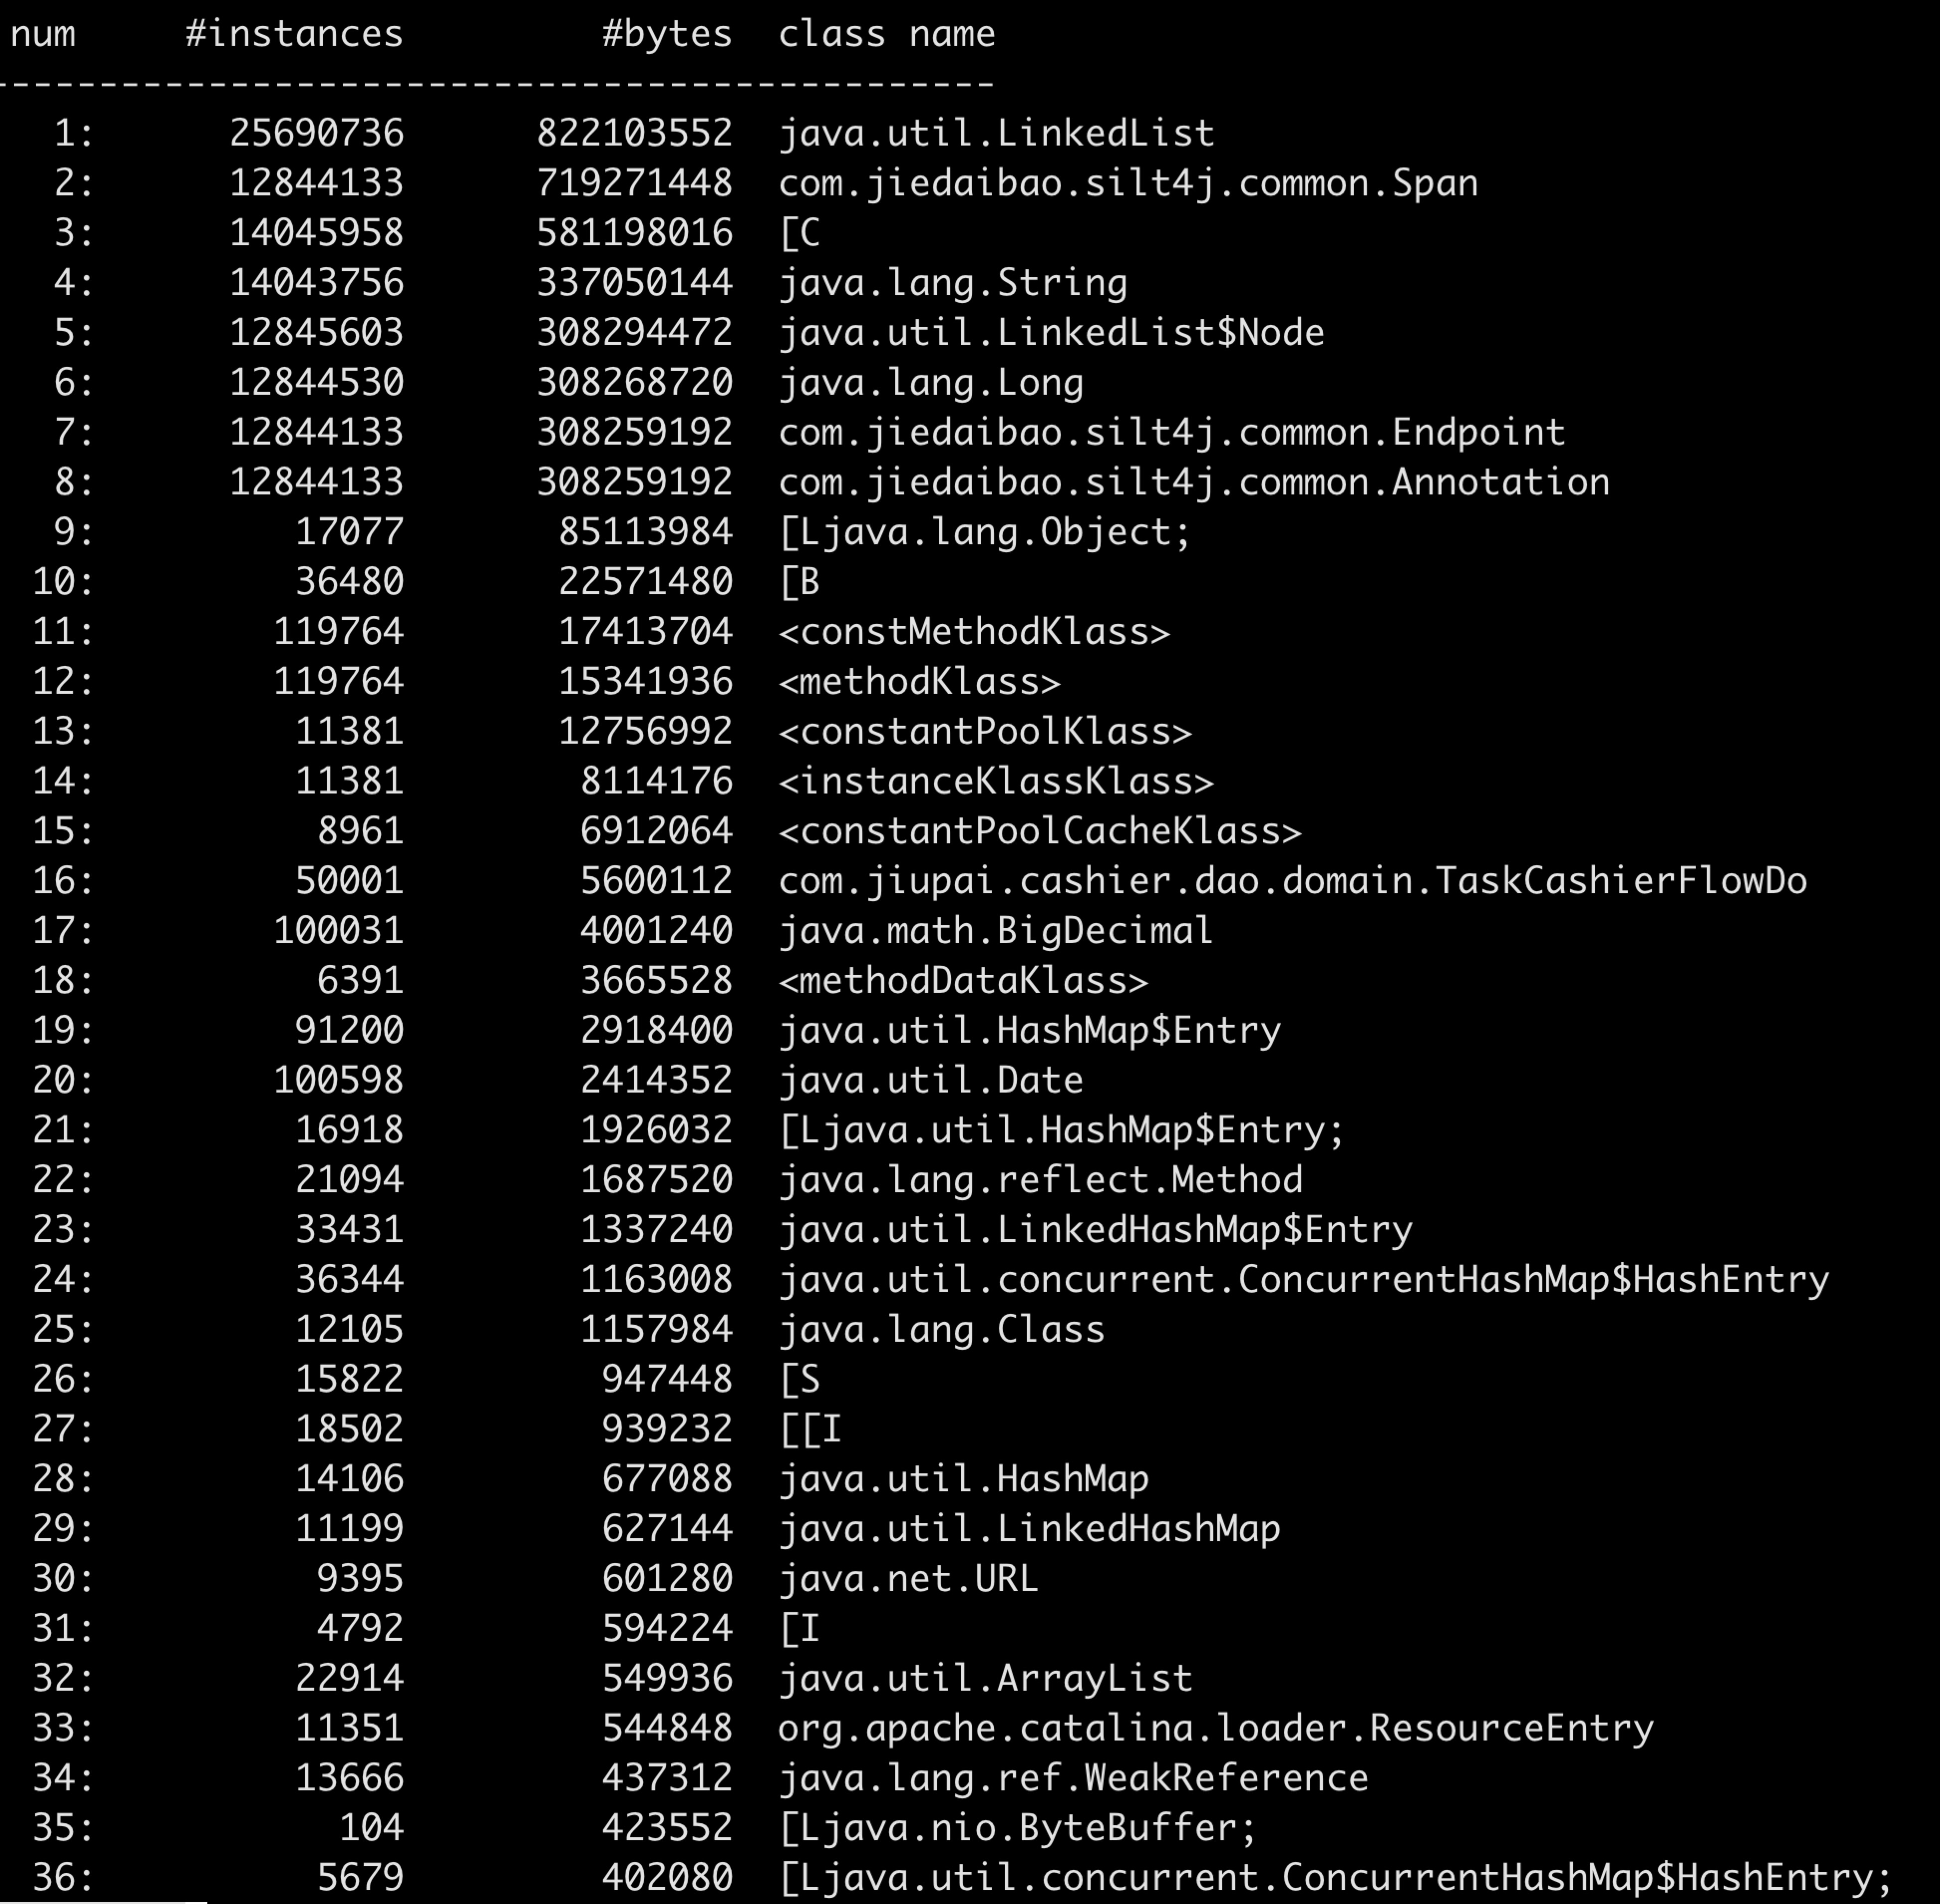 num #instances #bytes class name
----------------------------------------------
1: 25690736 822103552 java.util.LinkedList
2: 12844133 719271448 com.jiedaibao.silt4j.common.Span
3: 14045958 581198016 [C
4: 14043756 337050144 java.lang.String
5: 12845603 308294472 java.util.LinkedList$Node
6: 12844530 308268720 java.lang.Long
7: 12844133 308259192 com.jiedaibao.silt4j.common.Endpoint
8: 12844133 308259192 com.jiedaibao.silt4j.common.Annotation
9: 17077 85113984 [Ljava.lang.Object;
10: 36480 22571480 [B
11: 119764 17413704 <constMethodKlass>
12: 119764 15341936 <methodKlass>
13: 11381 12756992 <constantPoolKlass>
14: 11381 8114176 <instanceKlassKlass>
15: 8961 6912064 <constantPoolCacheKlass>
16: 50001 5600112 com.jiupai.cashier.dao.domain.TaskCashierFlowDo
17: 100031 4001240 java.math.BigDecimal
18: 6391 3665528 <methodDataKlass>
19: 91200 2918400 java.util.HashMap$Entry
20: 100598 2414352 java.util.Date
21: 16918 1926032 [Ljava.util.HashMap$Entry;
22: 21094 1687520 java.lang.reflect.Method
23: 33431 1337240 java.util.LinkedHashMap$Entry
24: 36344 1163008 java.util.concurrent.ConcurrentHashMap$HashEntry
25: 12105 1157984 java.lang.Class
26: 15822 947448 [S
27: 18502 939232 [[I
28: 14106 677088 java.util.HashMap
29: 11199 627144 java.util.LinkedHashMap
30: 9395 601280 java.net.URL
31: 4792 594224 [I
32: 22914 549936 java.util.ArrayList
33: 11351 544848 org.apache.catalina.loader.ResourceEntry
34: 13666 437312 java.lang.ref.WeakReference
35: 104 423552 [Ljava.nio.ByteBuffer;
36: 5679 402080 [Ljava.util.concurrent.ConcurrentHashMap$HashEntry;